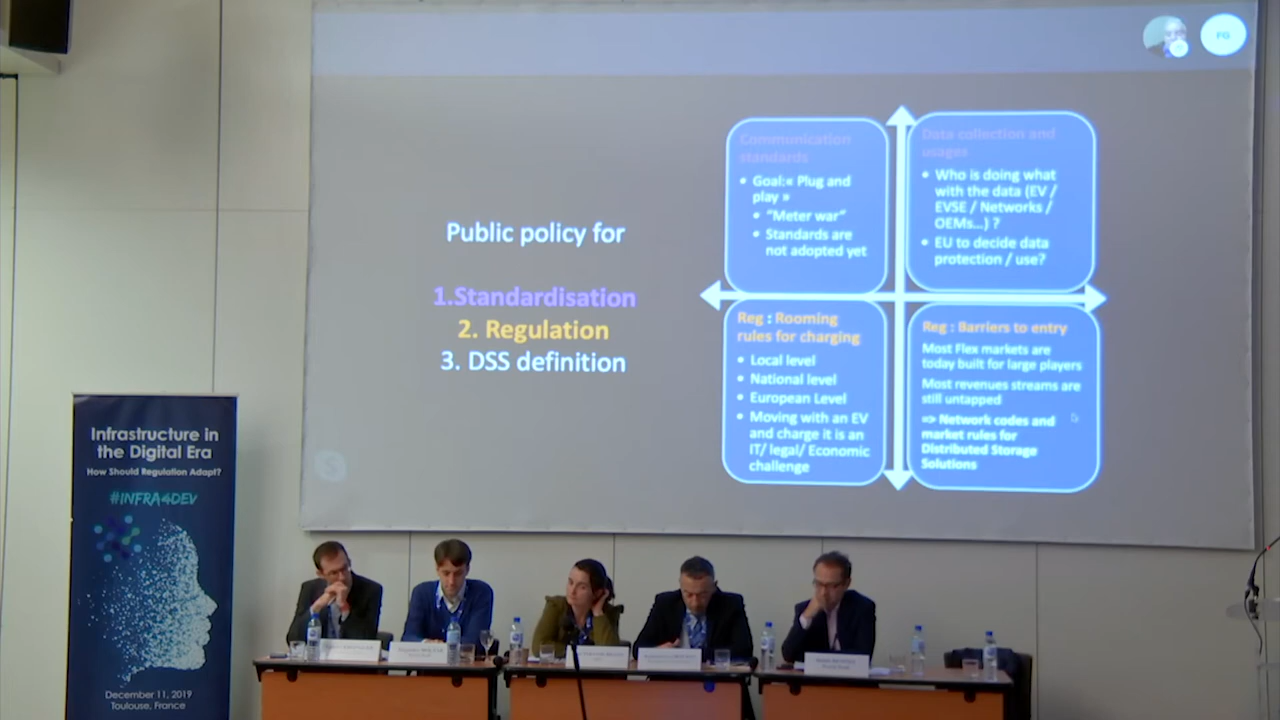 FG
Public policy for
1.Standardisation
2. Regulation
3. DSS definition
Communication
standards
• Goal:« Plug and
play »
• "Meter war"
• Standards are
not adopted yet
Data collection and
usages
• Who is doing what
with the data (EV /
EVSE / Networks /
OEMs...) ?
• EU to decide data
protection / use?
Reg : Rooming
rules for charging
• Local level
• National level
• European Level
• Moving with an EV
and charge it is an
IT/ legal/ Economic
challenge
Reg : Barriers to entry
Most Flex markets are
today built for large players
Most revenues streams are
still untapped
=> Network codes and
market rules for
Distributed Storage
Solutions
Infrastructure in
the Digital Era
How Should Regulation Adapt?
#INFRA4DEV
December 11, 2019
Toulouse, France